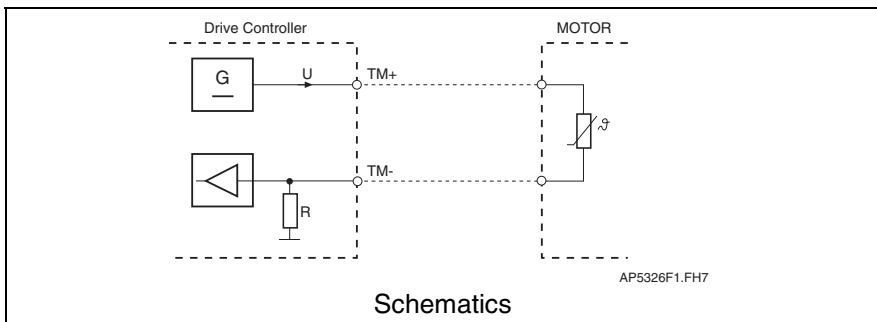 Drive Controller
MOTOR
G
U
TM+
ϑ
TM-
R
AP5326F1.FH7
Schematics